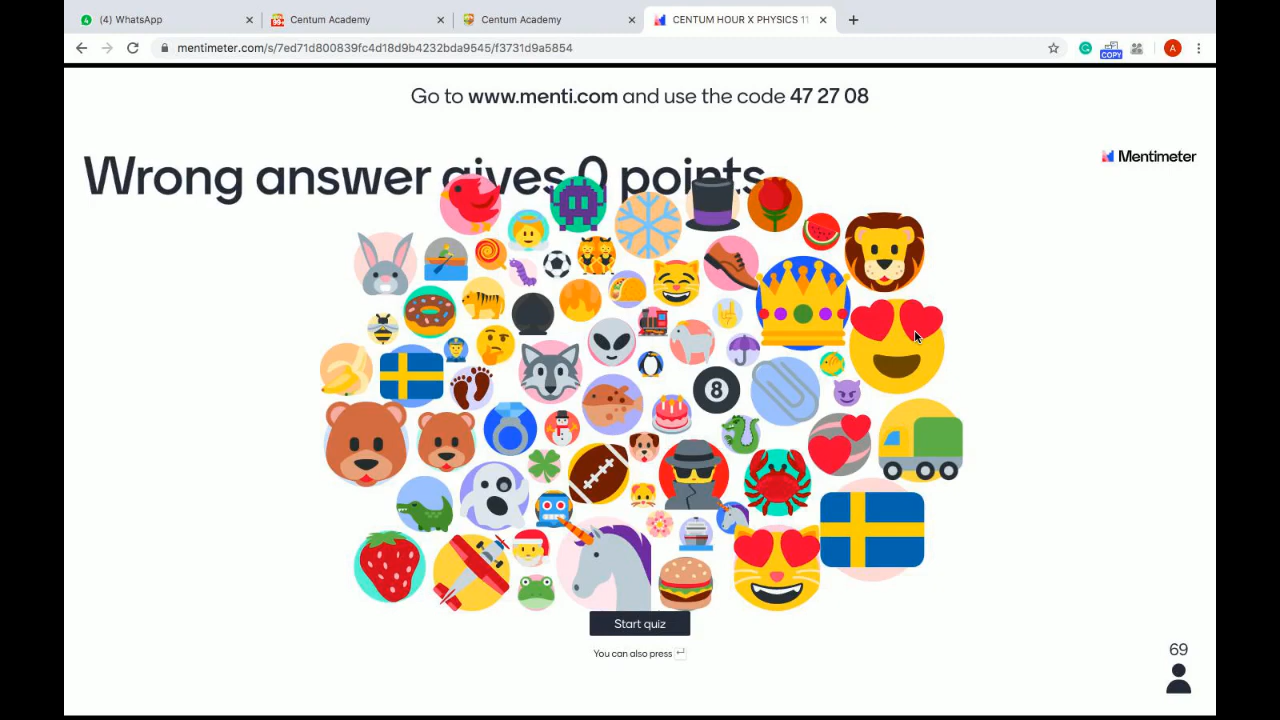 (4) WhatsApp
Centum Academy
Centum Academy
CENTUM HOUR X PHYSICS 11
mentimeter.com/s/7ed71d800839fc4d18d9b4232bda9545/f3731d9a5854
COPY
A
Go to www.menti.com and use the code 47 27 08
Wrong answer gives 0 points
Mentimeter
8
Start quiz
You can also press
69